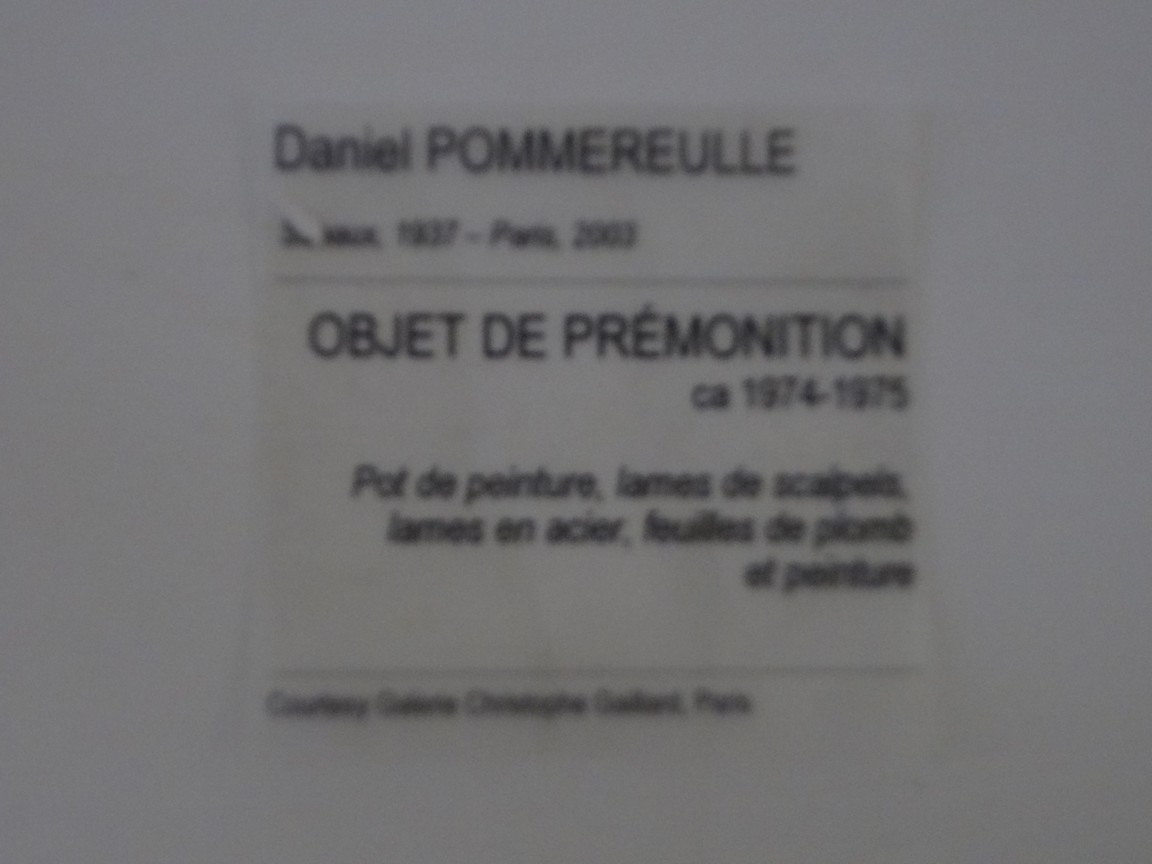 Daniel POMMEREULLE
1937 – Paris, 2003
OBJET DE PRÉMONITION
ca 1974-1975
Pot de peinture, lames de scalpels,
lames en acier, feuilles de plomb
et peinture
Courtesy Galerie Christophe Gaillard, Paris